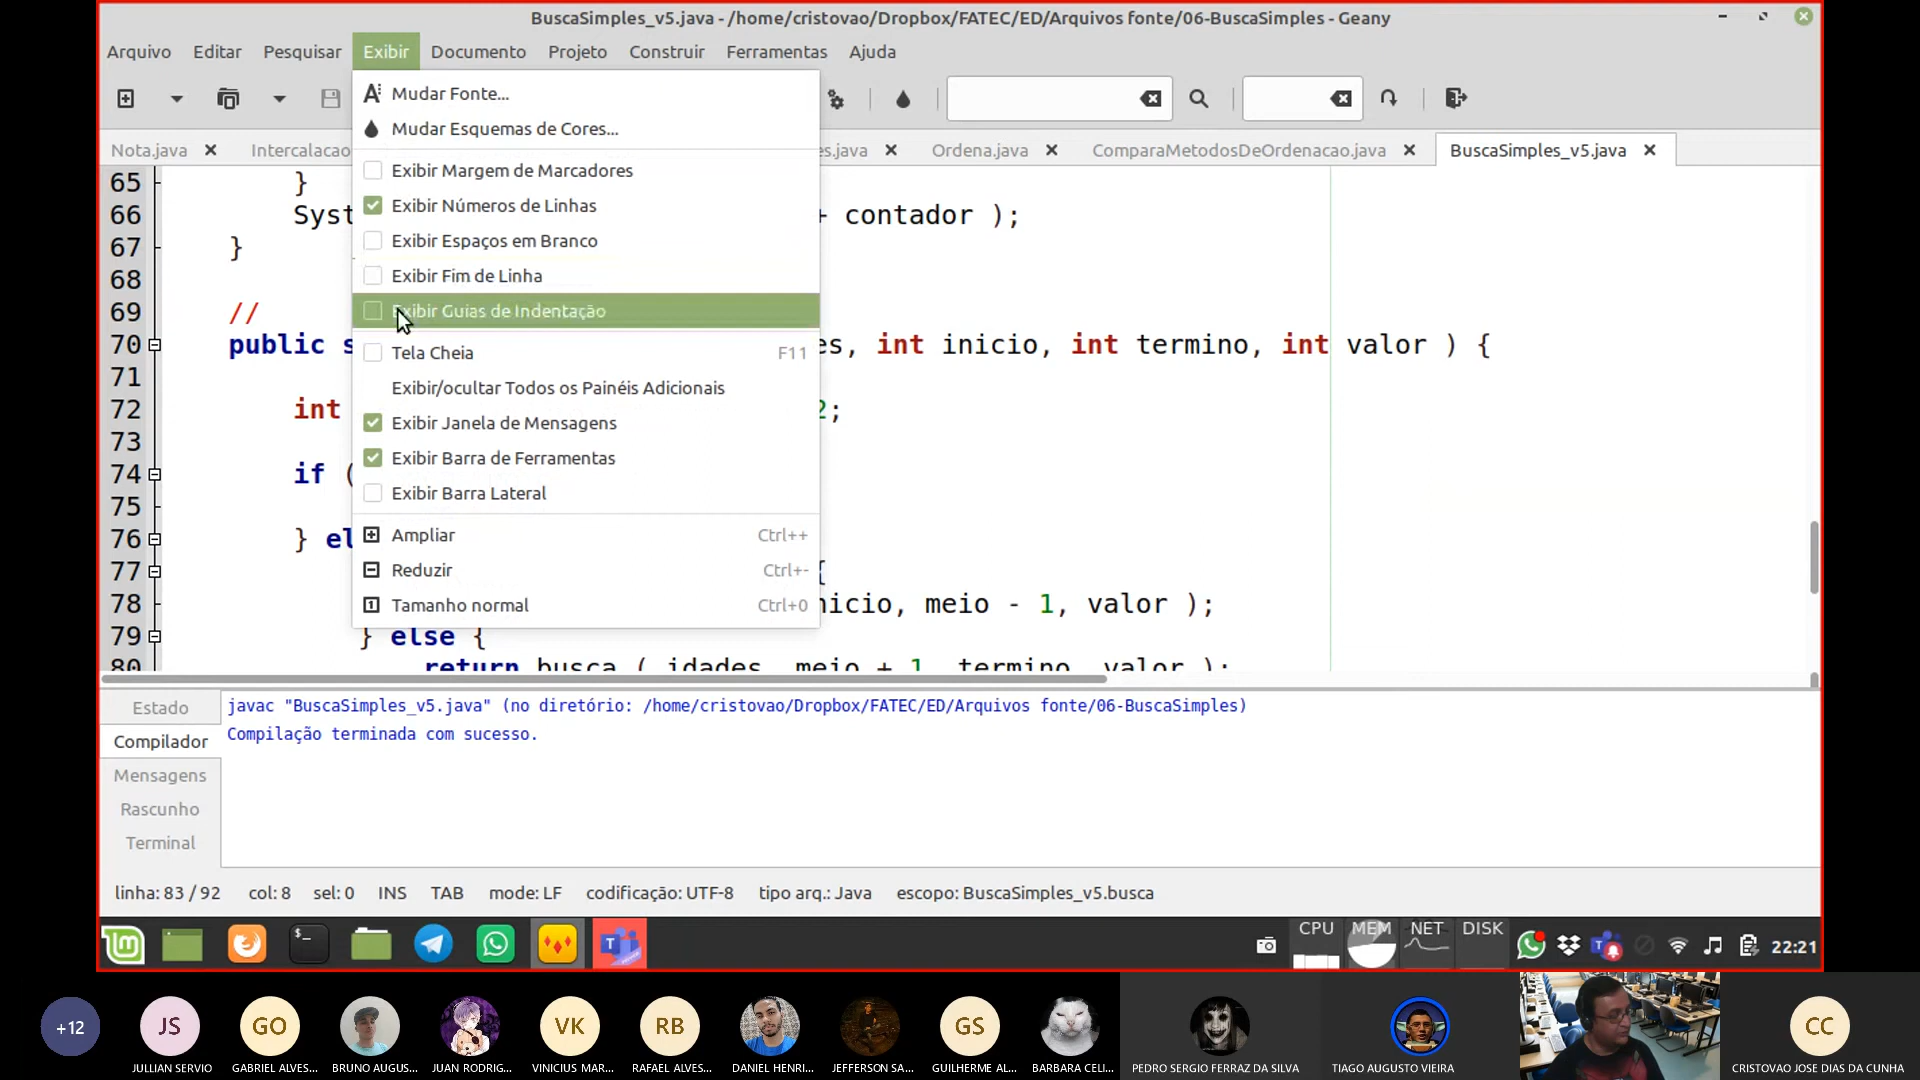 BuscaSimples_v5.java - /home/cristovao/Dropbox/FATEC/ED/Arquivos fonte/06-BuscaSimples - Geany
Arquivo Editar Pesquisar Exibir Documento Projeto Construir Ferramentas Ajuda
Nota.java Intercalacao es.java Ordena.java ComparaMetodosDeOrdenacao.java BuscaSimples_v5.java
Mudar Fonte...
Mudar Esquemas de Cores...
Exibir Margem de Marcadores
Exibir Números de Linhas
Exibir Espaços em Branco
Exibir Fim de Linha
Exibir Guias de Indentação
Tela Cheia F11
Exibir/ocultar Todos os Painéis Adicionais
Exibir Janela de Mensagens
Exibir Barra de Ferramentas
Exibir Barra Lateral
Ampliar Ctrl++
Reduzir Ctrl+-
Tamanho normal Ctrl+0
65 }
66 Syst + contador );
67 }
68
69 //
70 public s es, int inicio, int termino, int valor ) {
71
72 int 2;
73
74 if (
75
76 } el
77 {
78 nicio, meio - 1, valor );
79 } else {
80 return busca ( idades, meio + 1, termino, valor );
Estado
Compilador
Mensagens
Rascunho
Terminal
javac "BuscaSimples_v5.java" (no diretório: /home/cristovao/Dropbox/FATEC/ED/Arquivos fonte/06-BuscaSimples)
Compilação terminada com sucesso.
linha: 83 / 92 col: 8 sel: 0 INS TAB mode: LF codificação: UTF-8 tipo arq.: Java escopo: BuscaSimples_v5.busca
CPU MEM NET DISK 22:21
+12 JS GO VK RB GS CC
JULLIAN SERVIO GABRIEL ALVES... BRUNO AUGUS... JUAN RODRIG... VINICIUS MAR... RAFAEL ALVES... DANIEL HENRI... JEFFERSON SA... GUILHERME AL... BARBARA CELI... PEDRO SERGIO FERRAZ DA SILVA TIAGO AUGUSTO VIEIRA CRISTOVAO JOSE DIAS DA CUNHA